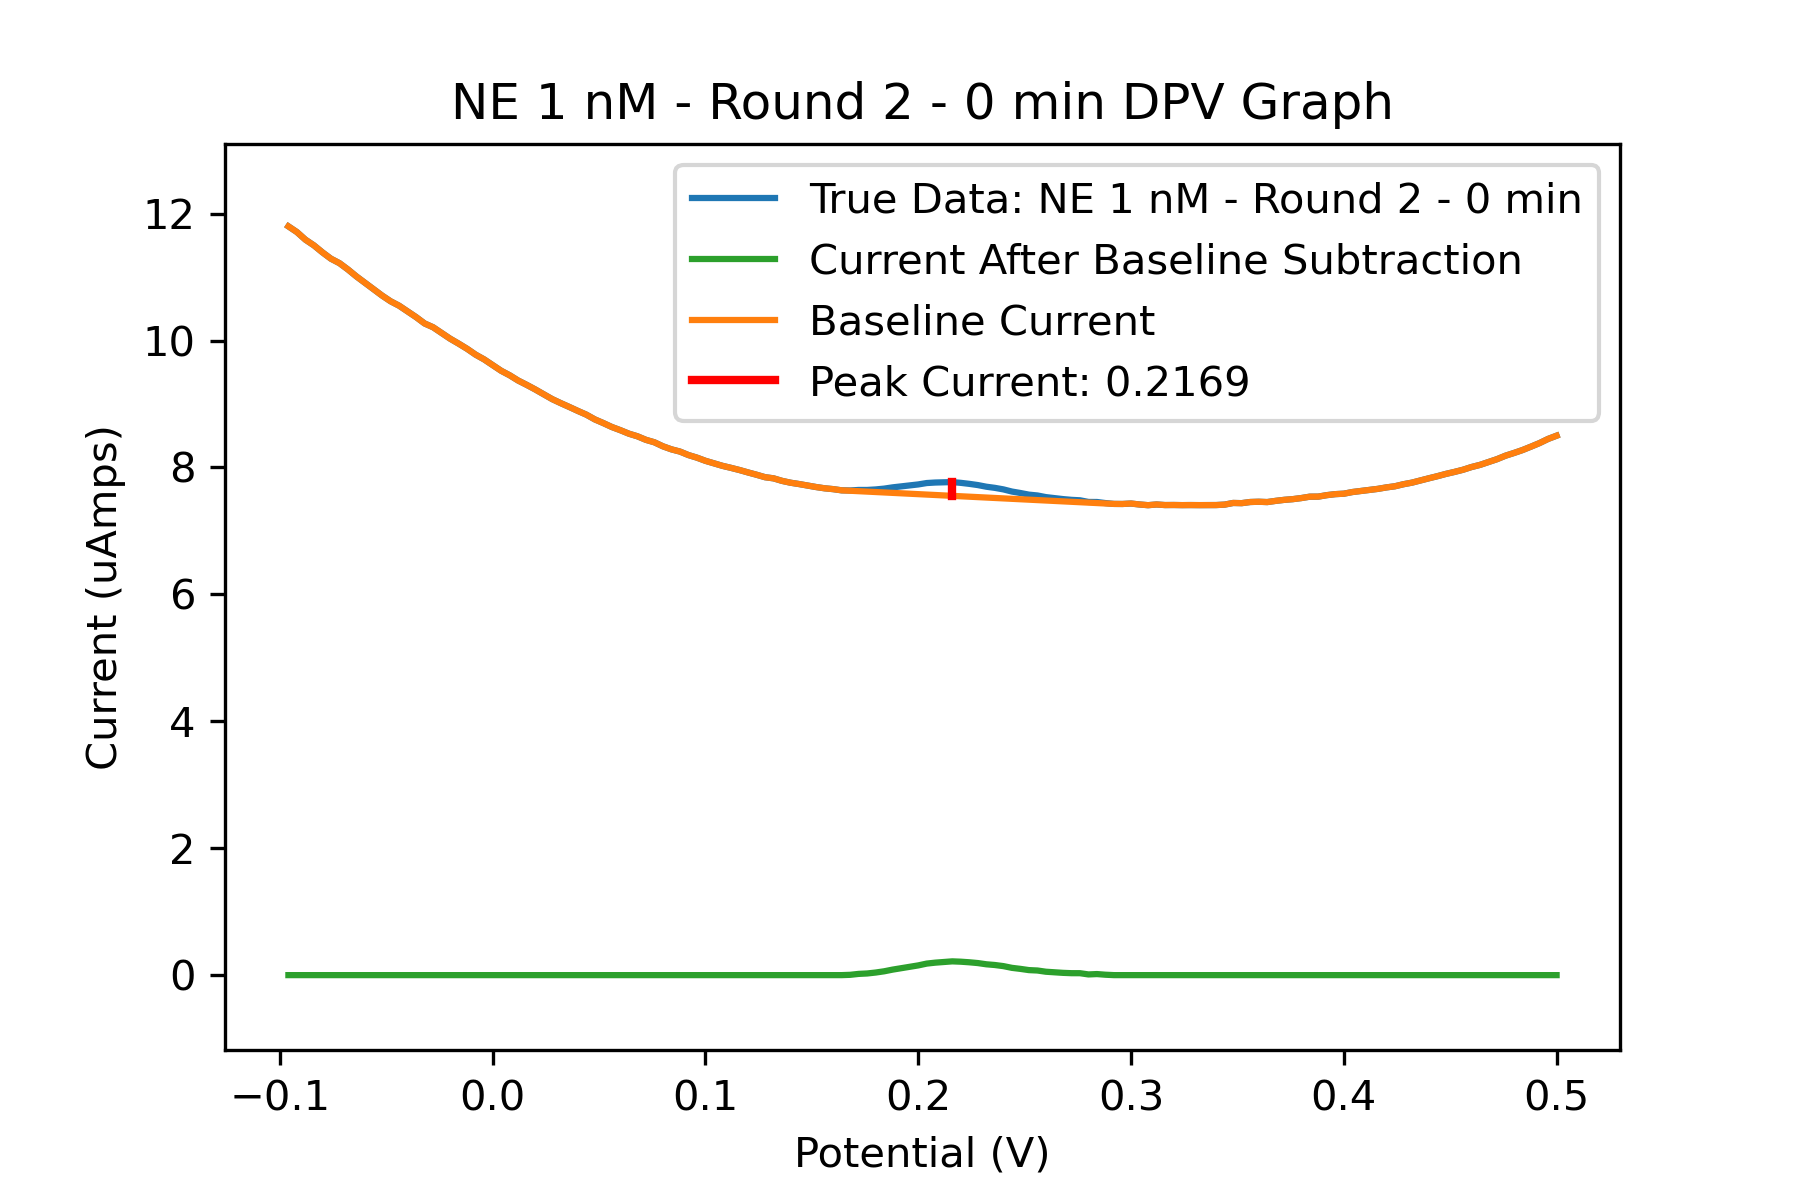 NE 1 nM - Round 2 - 0 min DPV Graph
True Data: NE 1 nM - Round 2 - 0 min
Current After Baseline Subtraction
Baseline Current
Peak Current: 0.2169
Current (uAmps)
12
10
8
6
4
2
0
−0.1 0.0 0.1 0.2 0.3 0.4 0.5
Potential (V)